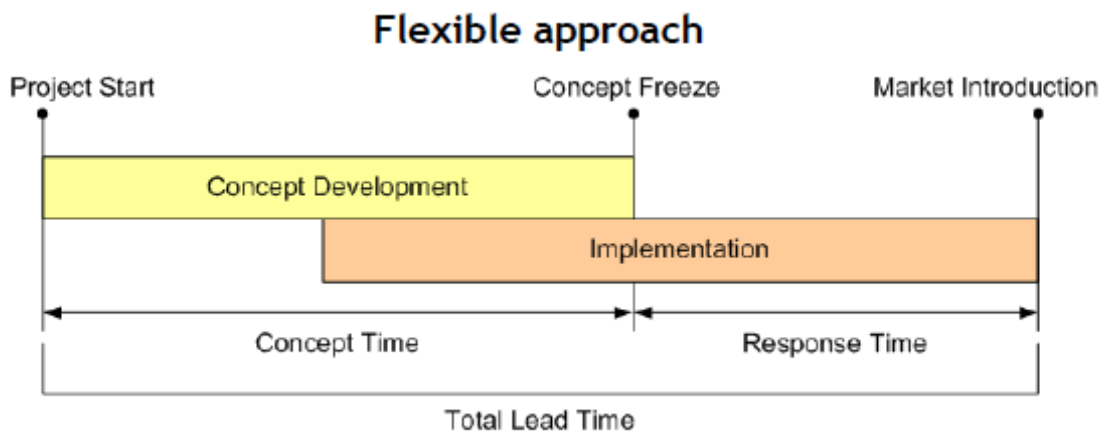 Flexible approach
Project Start
Concept Freeze
Market Introduction
Concept Development
Implementation
Concept Time
Response Time
Total Lead Time